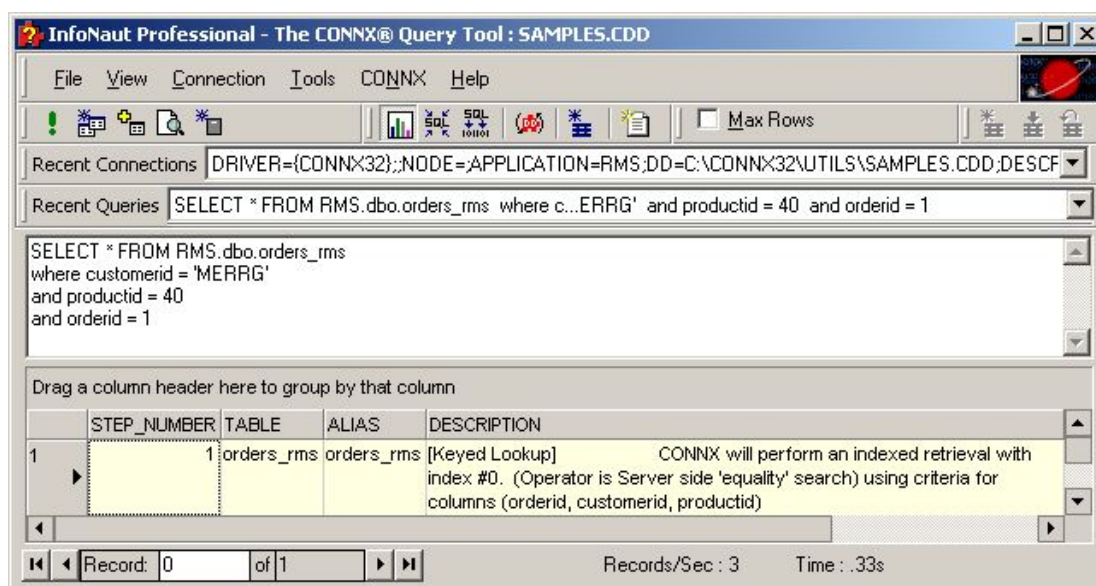 InfoNaut Professional - The CONNX® Query Tool : SAMPLES.CDD
File View Connection Tools CONNX Help
Max Rows
Recent Connections DRIVER={CONNX32};;NODE=;APPLICATION=RMS;DD=C:\CONNX32\UTILS\SAMPLES.CDD;DESCF
Recent Queries SELECT * FROM RMS.dbo.orders_rms where c...ERRG' and productid = 40 and orderid = 1
SELECT * FROM RMS.dbo.orders_rms
where customerid = 'MERRG'
and productid = 40
and orderid = 1
Drag a column header here to group by that column
STEP_NUMBER TABLE ALIAS DESCRIPTION
1 1 orders_rms orders_rms [Keyed Lookup] CONNX will perform an indexed retrieval with
index #0. (Operator is Server side 'equality' search) using criteria for
columns (orderid, customerid, productid)
Record: 0 of 1 Records/Sec : 3 Time : .33s